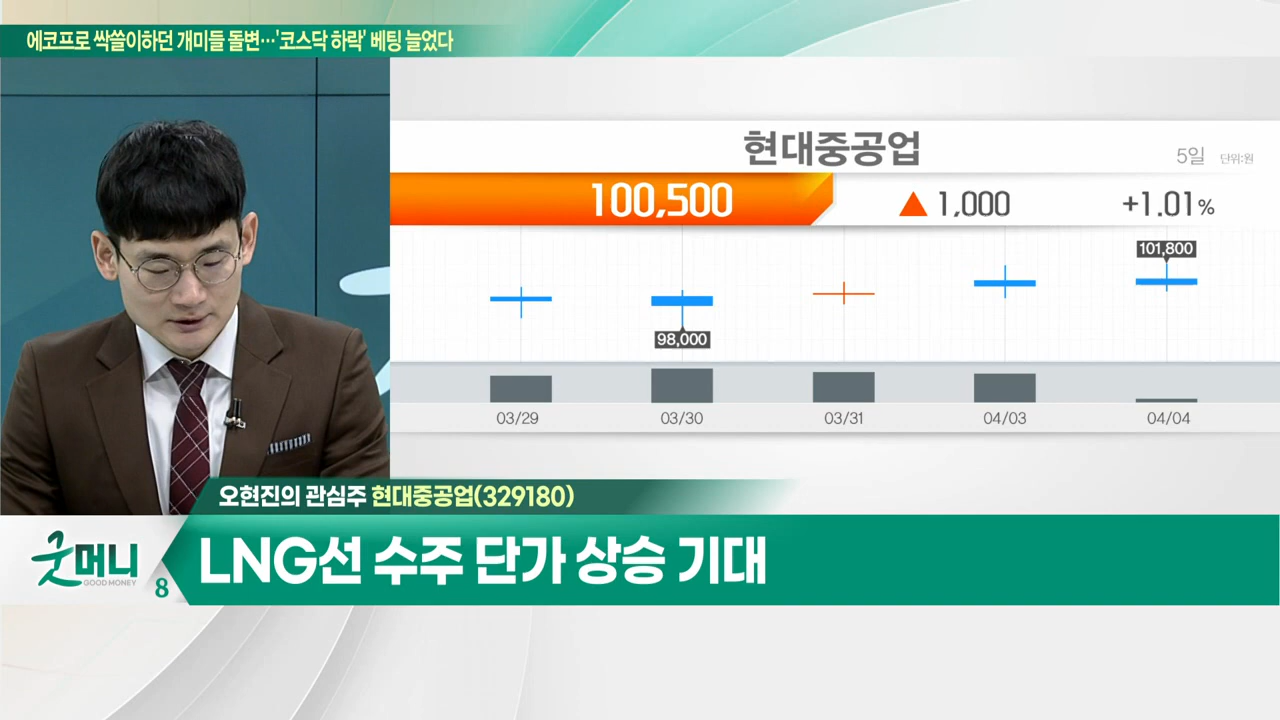 에코프로 싹쓸이하던 개미들 돌변…'코스닥 하락' 베팅 늘었다
현대중공업
5일 단위:원
100,500 ▲ 1,000 +1.01%
101,800
98,000
03/29 03/30 03/31 04/03 04/04
오현진의 관심주 현대중공업(329180)
굿머니
GOOD MONEY
8
LNG선 수주 단가 상승 기대